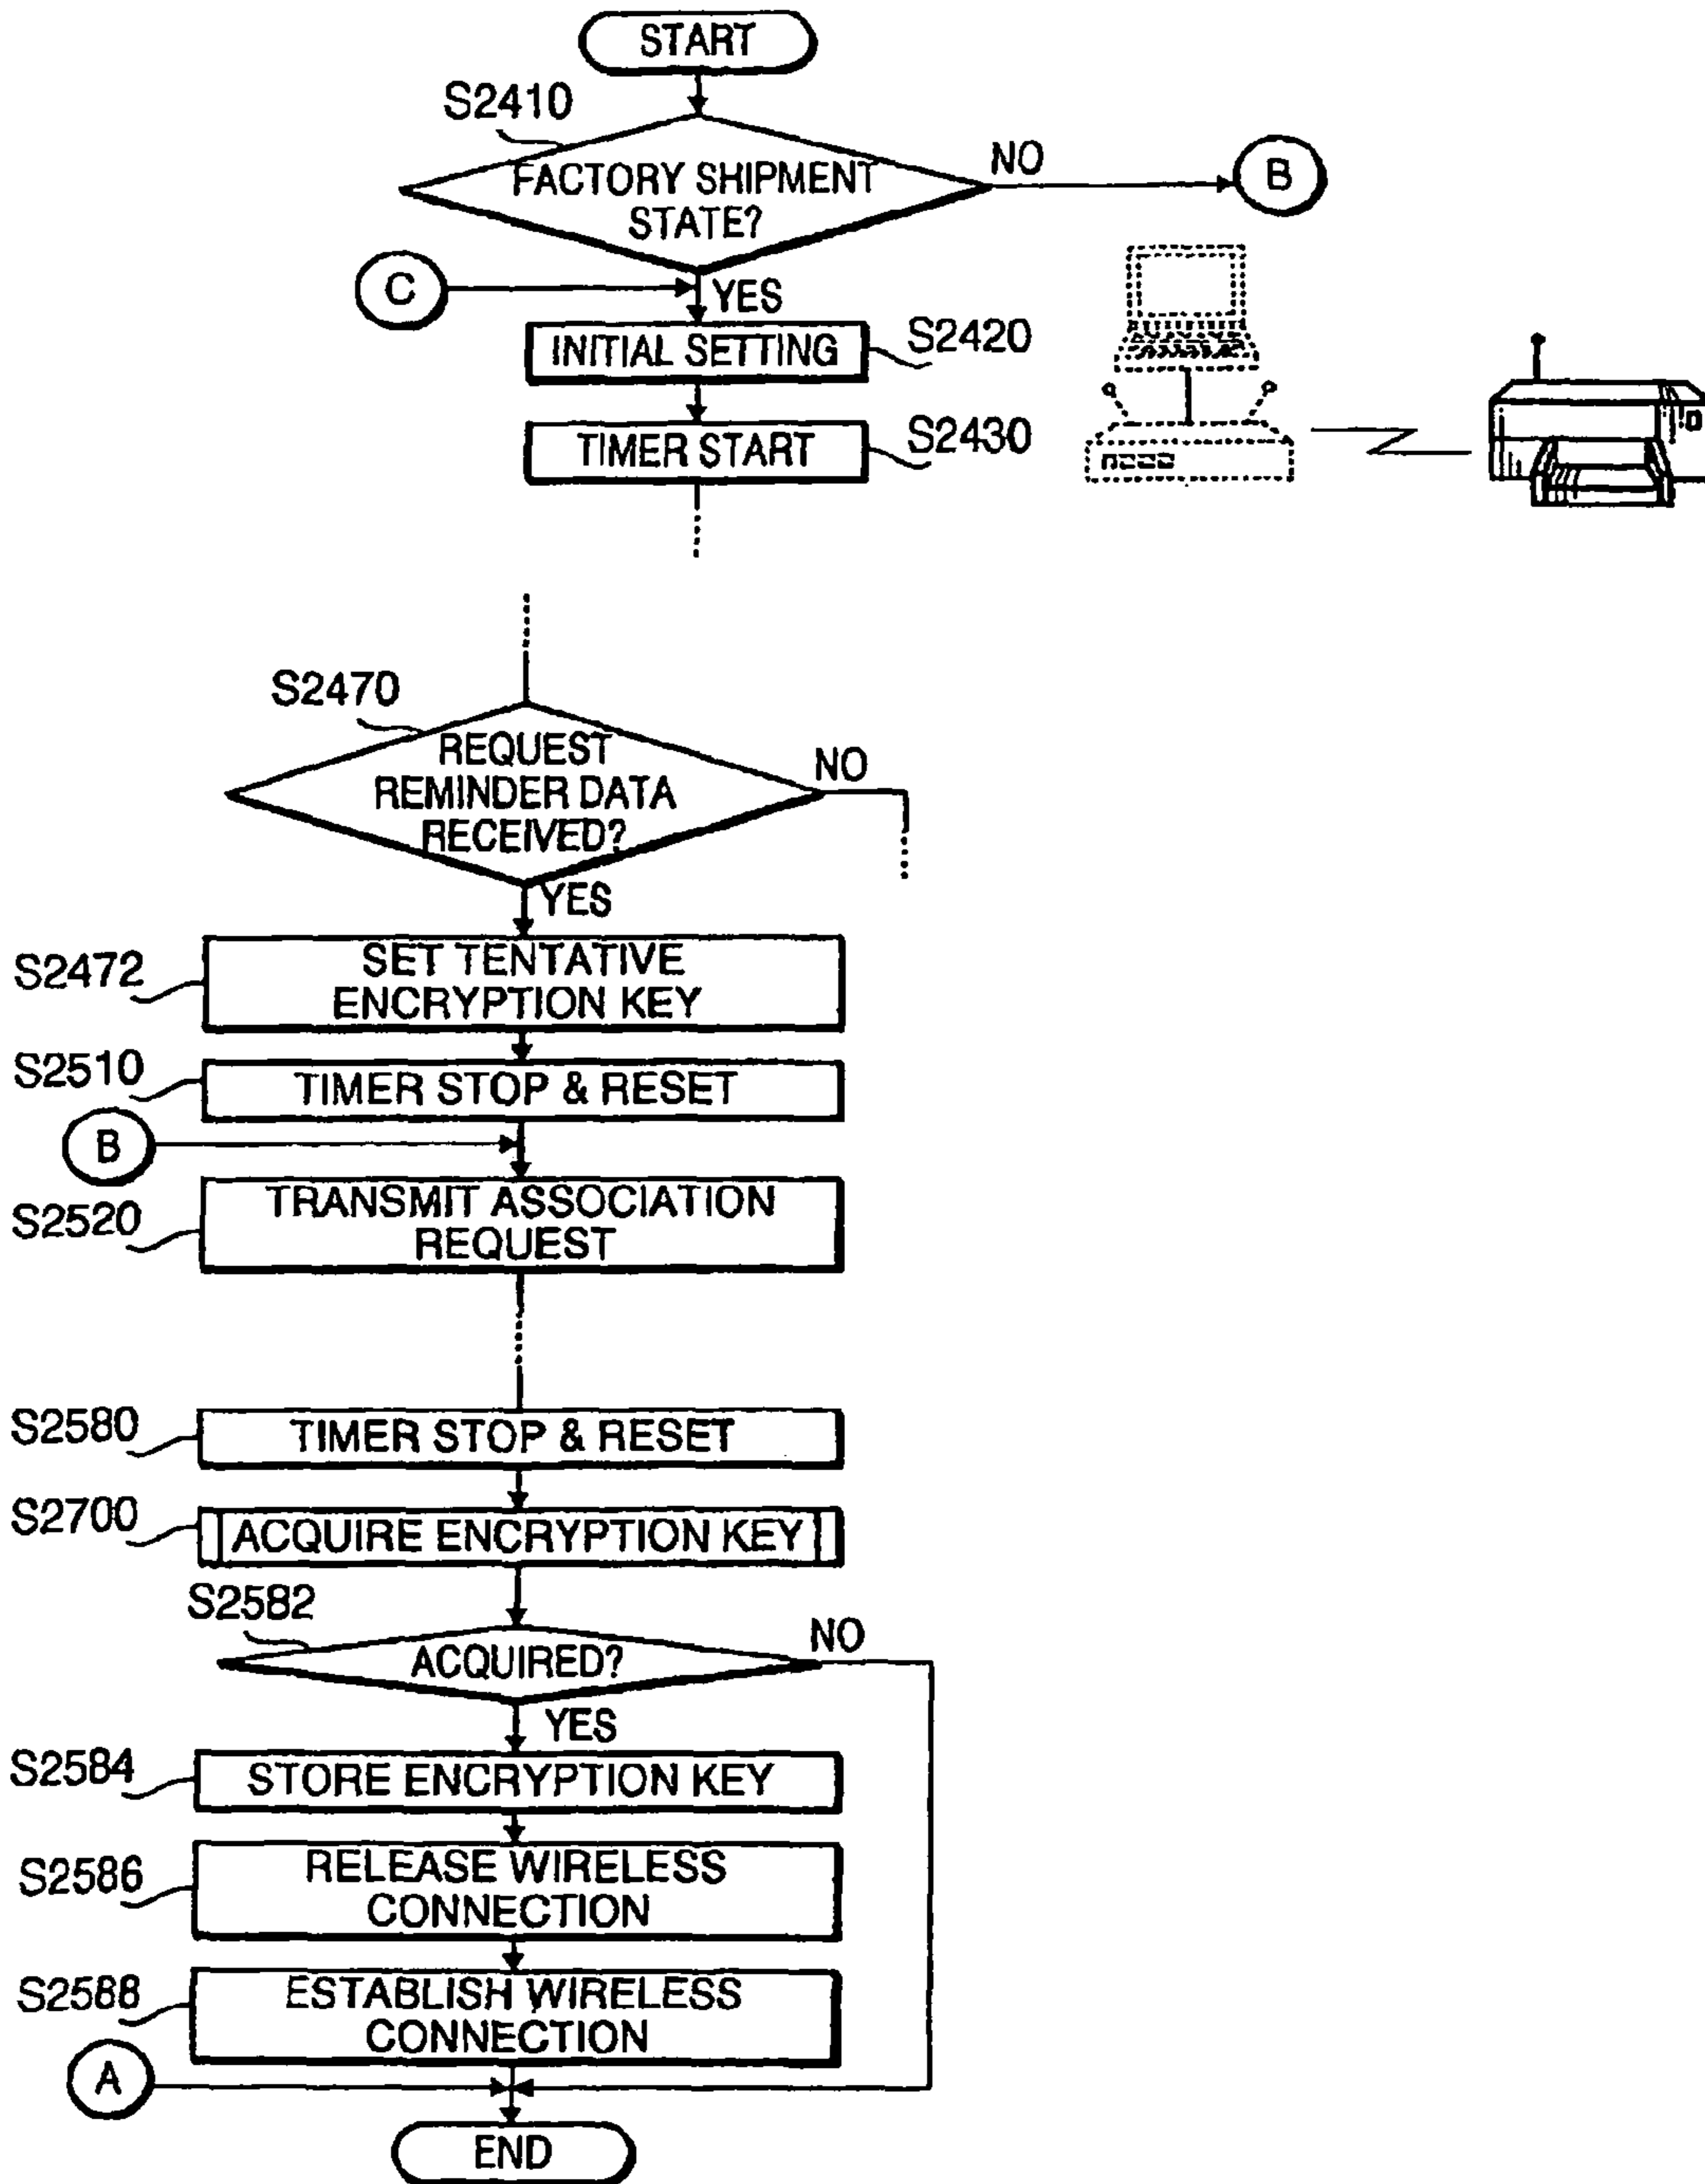 START
S2410
FACTORY SHIPMENT
STATE?
NO
B
C
YES
INITIAL SETTING
S2420
TIMER START
S2430
S2470
REQUEST
REMINDER DATA
RECEIVED?
NO
YES
S2472
SET TENTATIVE
ENCRYPTION KEY
S2510
TIMER STOP & RESET
B
S2520
TRANSMIT ASSOCIATION
REQUEST
S2580
TIMER STOP & RESET
S2700
ACQUIRE ENCRYPTION KEY
S2582
ACQUIRED?
NO
YES
S2584
STORE ENCRYPTION KEY
S2586
RELEASE WIRELESS
CONNECTION
S2588
ESTABLISH WIRELESS
CONNECTION
A
END